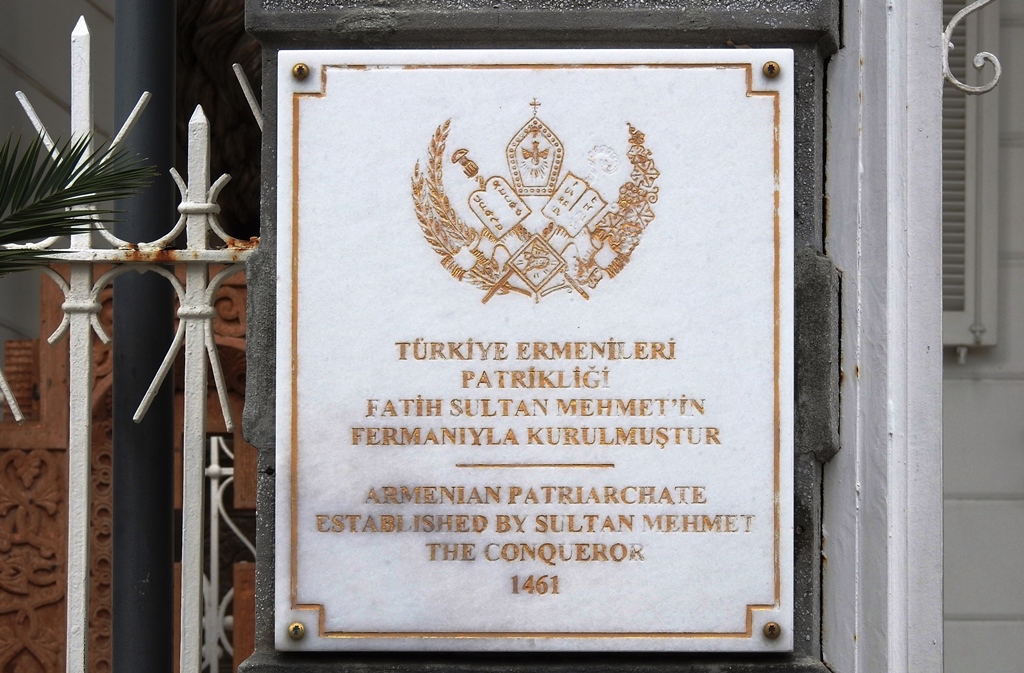 TÜRKİYE ERMENİLERİ
PATRİKLİĞİ
FATİH SULTAN MEHMET'İN
FERMANIYLA KURULMUŞTUR
ARMENIAN PATRIARCHATE
ESTABLISHED BY SULTAN MEHMET
THE CONQUEROR
1461